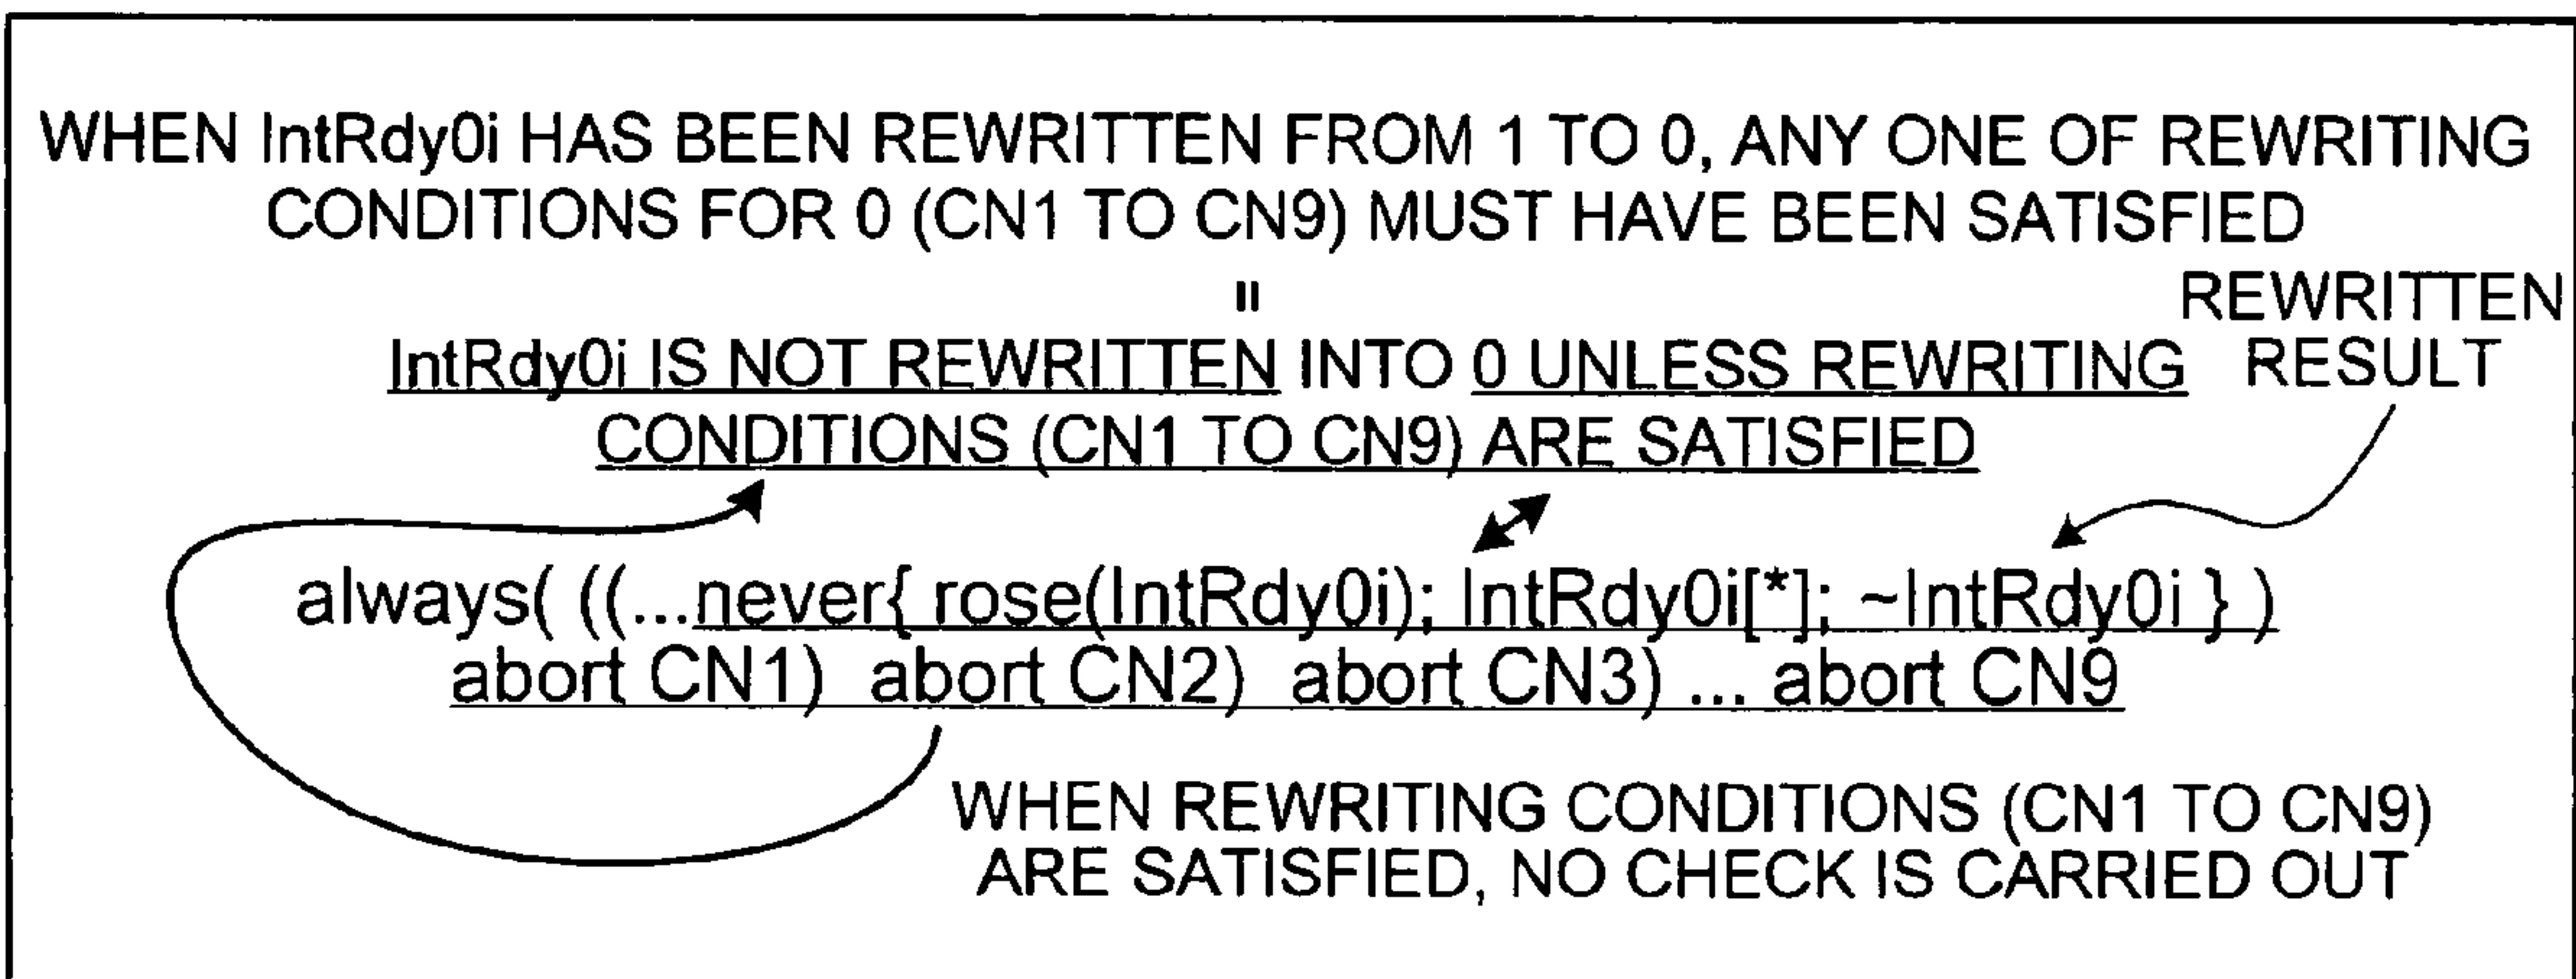 WHEN IntRdy0i HAS BEEN REWRITTEN FROM 1 TO 0, ANY ONE OF REWRITING
CONDITIONS FOR 0 (CN1 TO CN9) MUST HAVE BEEN SATISFIED
=
REWRITTEN
RESULT
IntRdy0i IS NOT REWRITTEN INTO 0 UNLESS REWRITING
CONDITIONS (CN1 TO CN9) ARE SATISFIED
always( ((...never{ rose(IntRdy0i); IntRdy0i[*]; ~IntRdy0i } )
abort CN1) abort CN2) abort CN3) ... abort CN9
WHEN REWRITING CONDITIONS (CN1 TO CN9)
ARE SATISFIED, NO CHECK IS CARRIED OUT